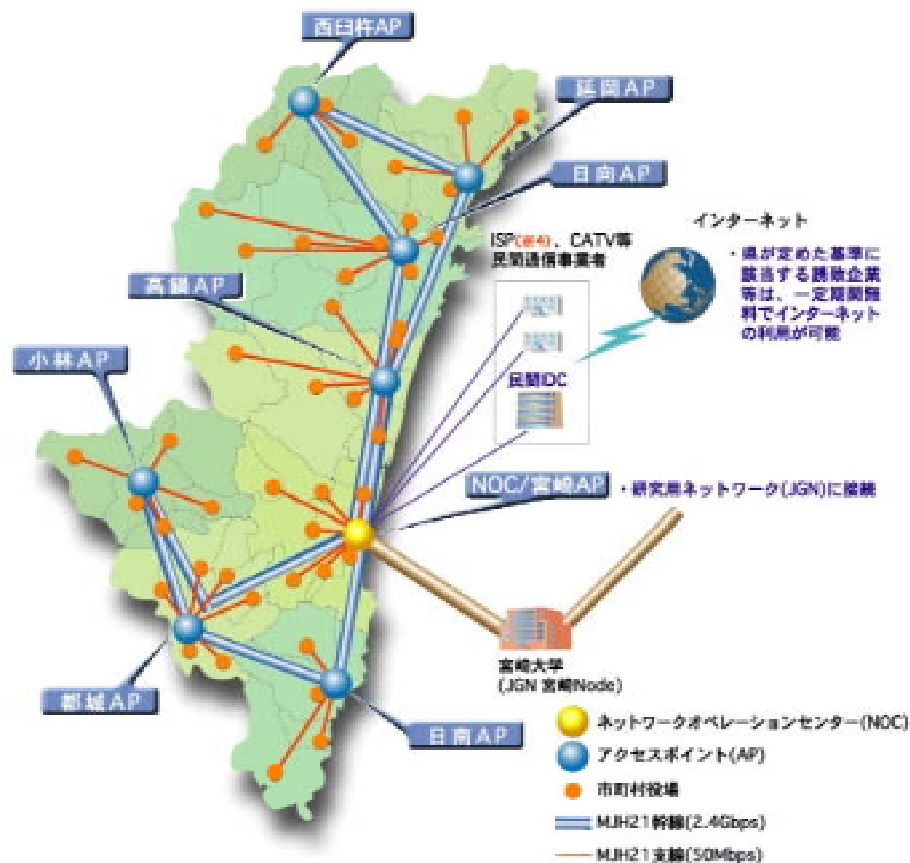 西臼杵AP
延岡AP
日向AP
インターネット
ISP(注4)、CATV等
民間通信事業者
・県が定めた基準に
該当する誘致企業
等は、一定期間無
料でインターネット
の利用が可能
高鍋AP
小林AP
民間IDC
NOC/宮崎AP
・研究用ネットワーク(JGN)に接続
宮崎大学
(JGN 宮崎Node)
都城AP
日南AP
ネットワークオペレーションセンター(NOC)
アクセスポイント(AP)
市町村役場
MJH21幹線(2.4Gbps)
MJH21支線(50Mbps)